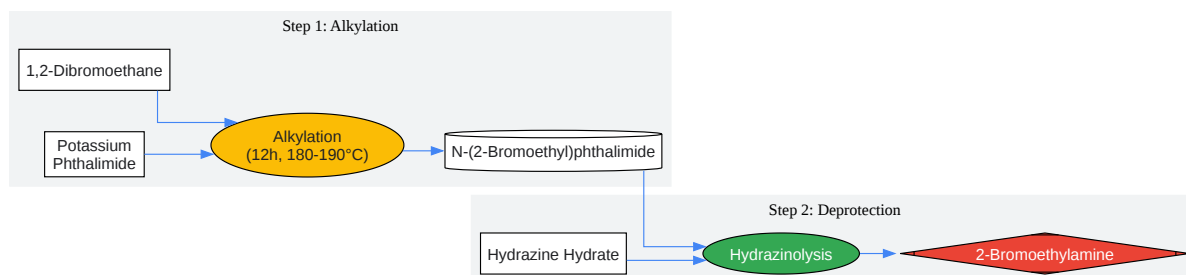 Step 1: Alkylation
1,2-Dibromoethane
Potassium
Phthalimide
Alkylation
(12h, 180-190°C)
N-(2-Bromoethyl)phthalimide
Step 2: Deprotection
Hydrazine Hydrate
Hydrazinolysis
2-Bromoethylamine